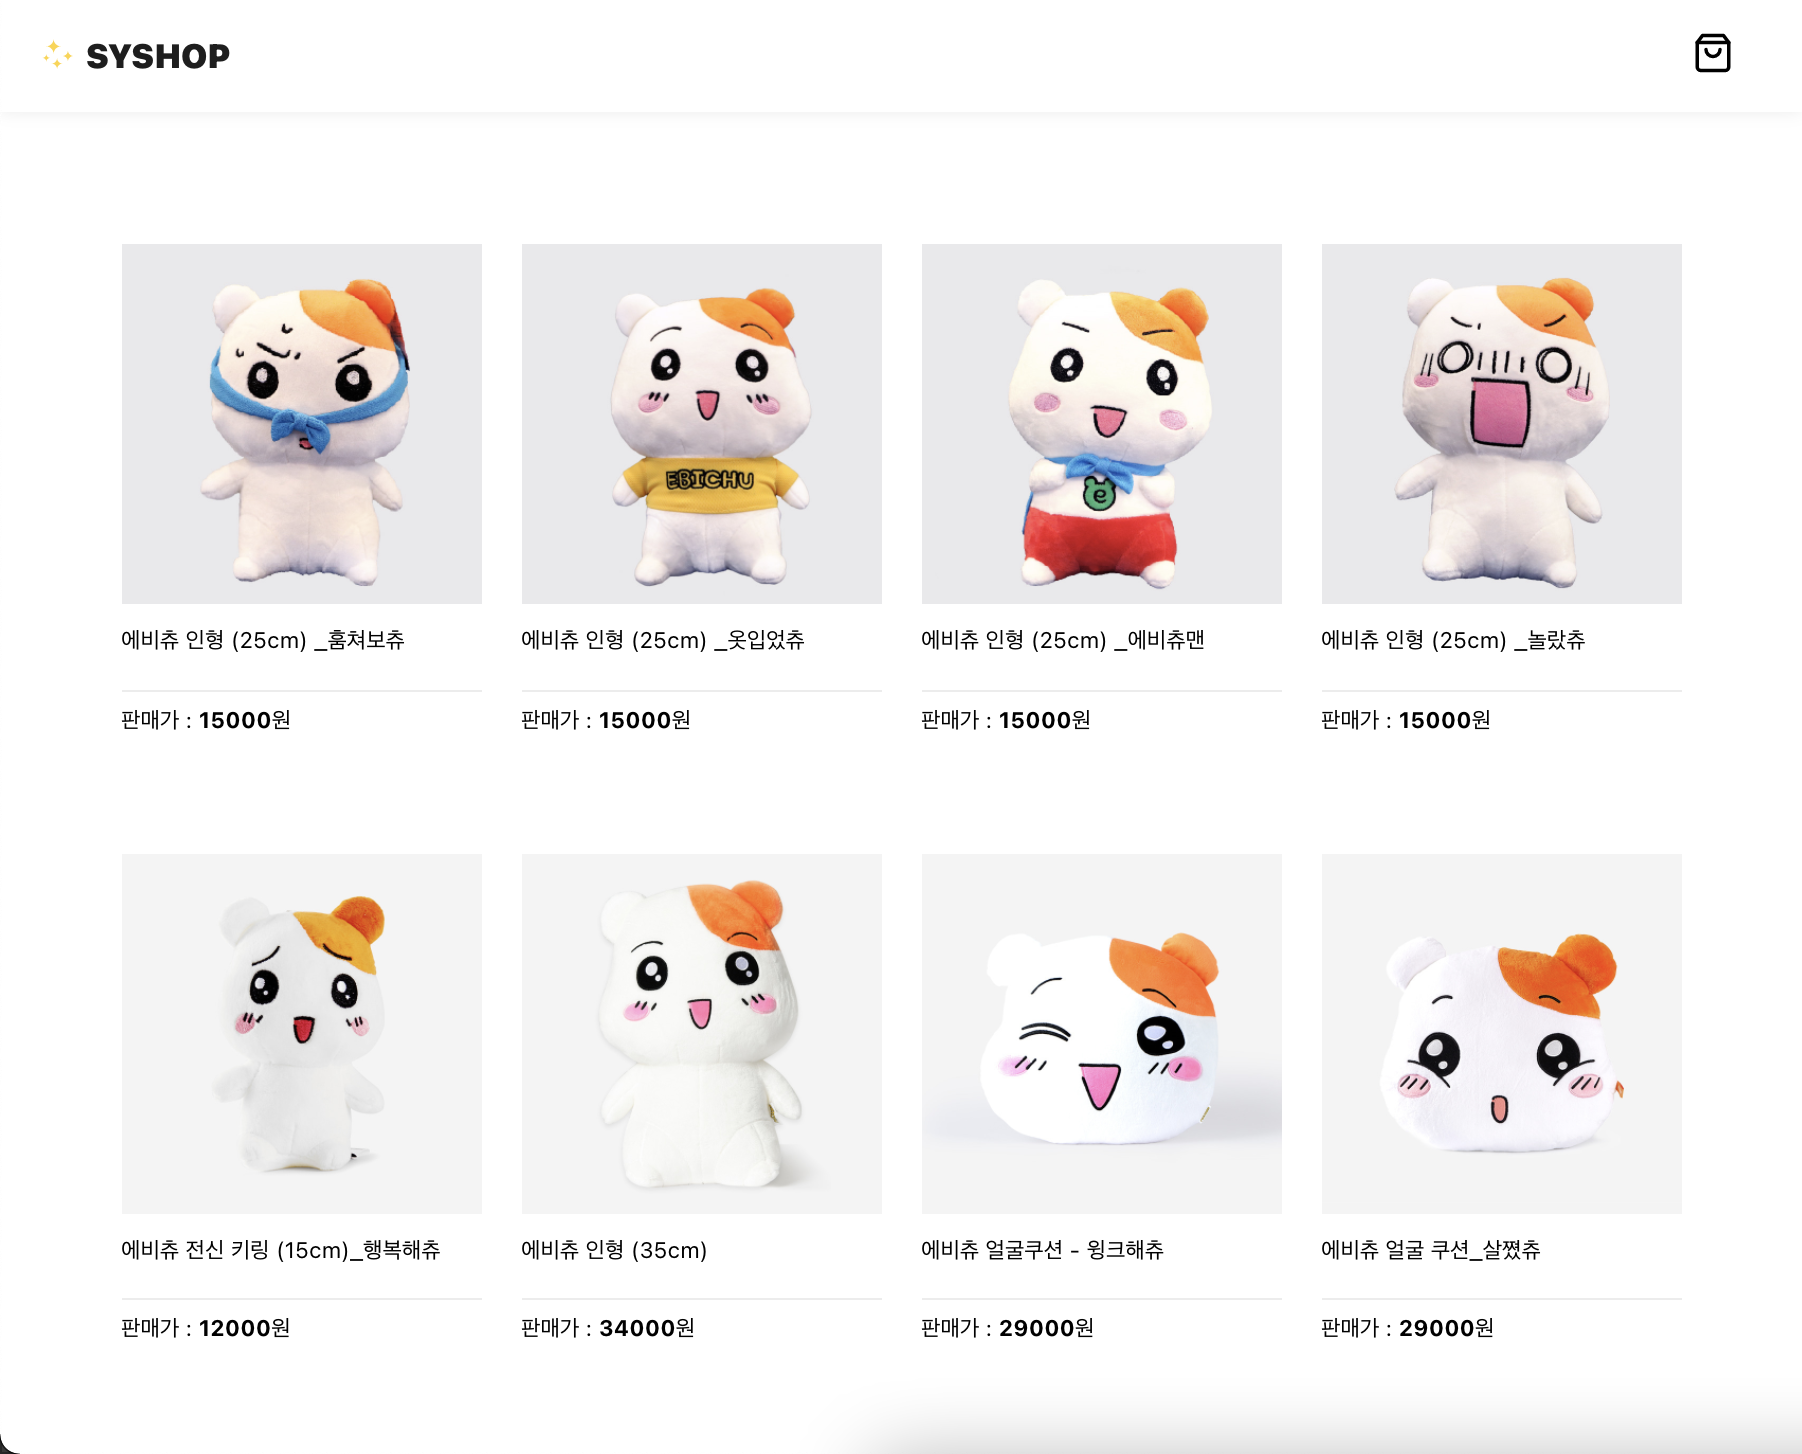 SYSHOP
EBICHU
e
에비츄 인형 (25cm) _훔쳐보츄
에비츄 인형 (25cm) _옷입었츄
에비츄 인형 (25cm) _에비츄맨
에비츄 인형 (25cm) _놀랐츄
판매가 : 15000원
판매가 : 15000원
판매가 : 15000원
판매가 : 15000원
에비츄 전신 키링 (15cm)_행복해츄
에비츄 인형 (35cm)
에비츄 얼굴쿠션 - 윙크해츄
에비츄 얼굴 쿠션_살쪘츄
판매가 : 12000원
판매가 : 34000원
판매가 : 29000원
판매가 : 29000원